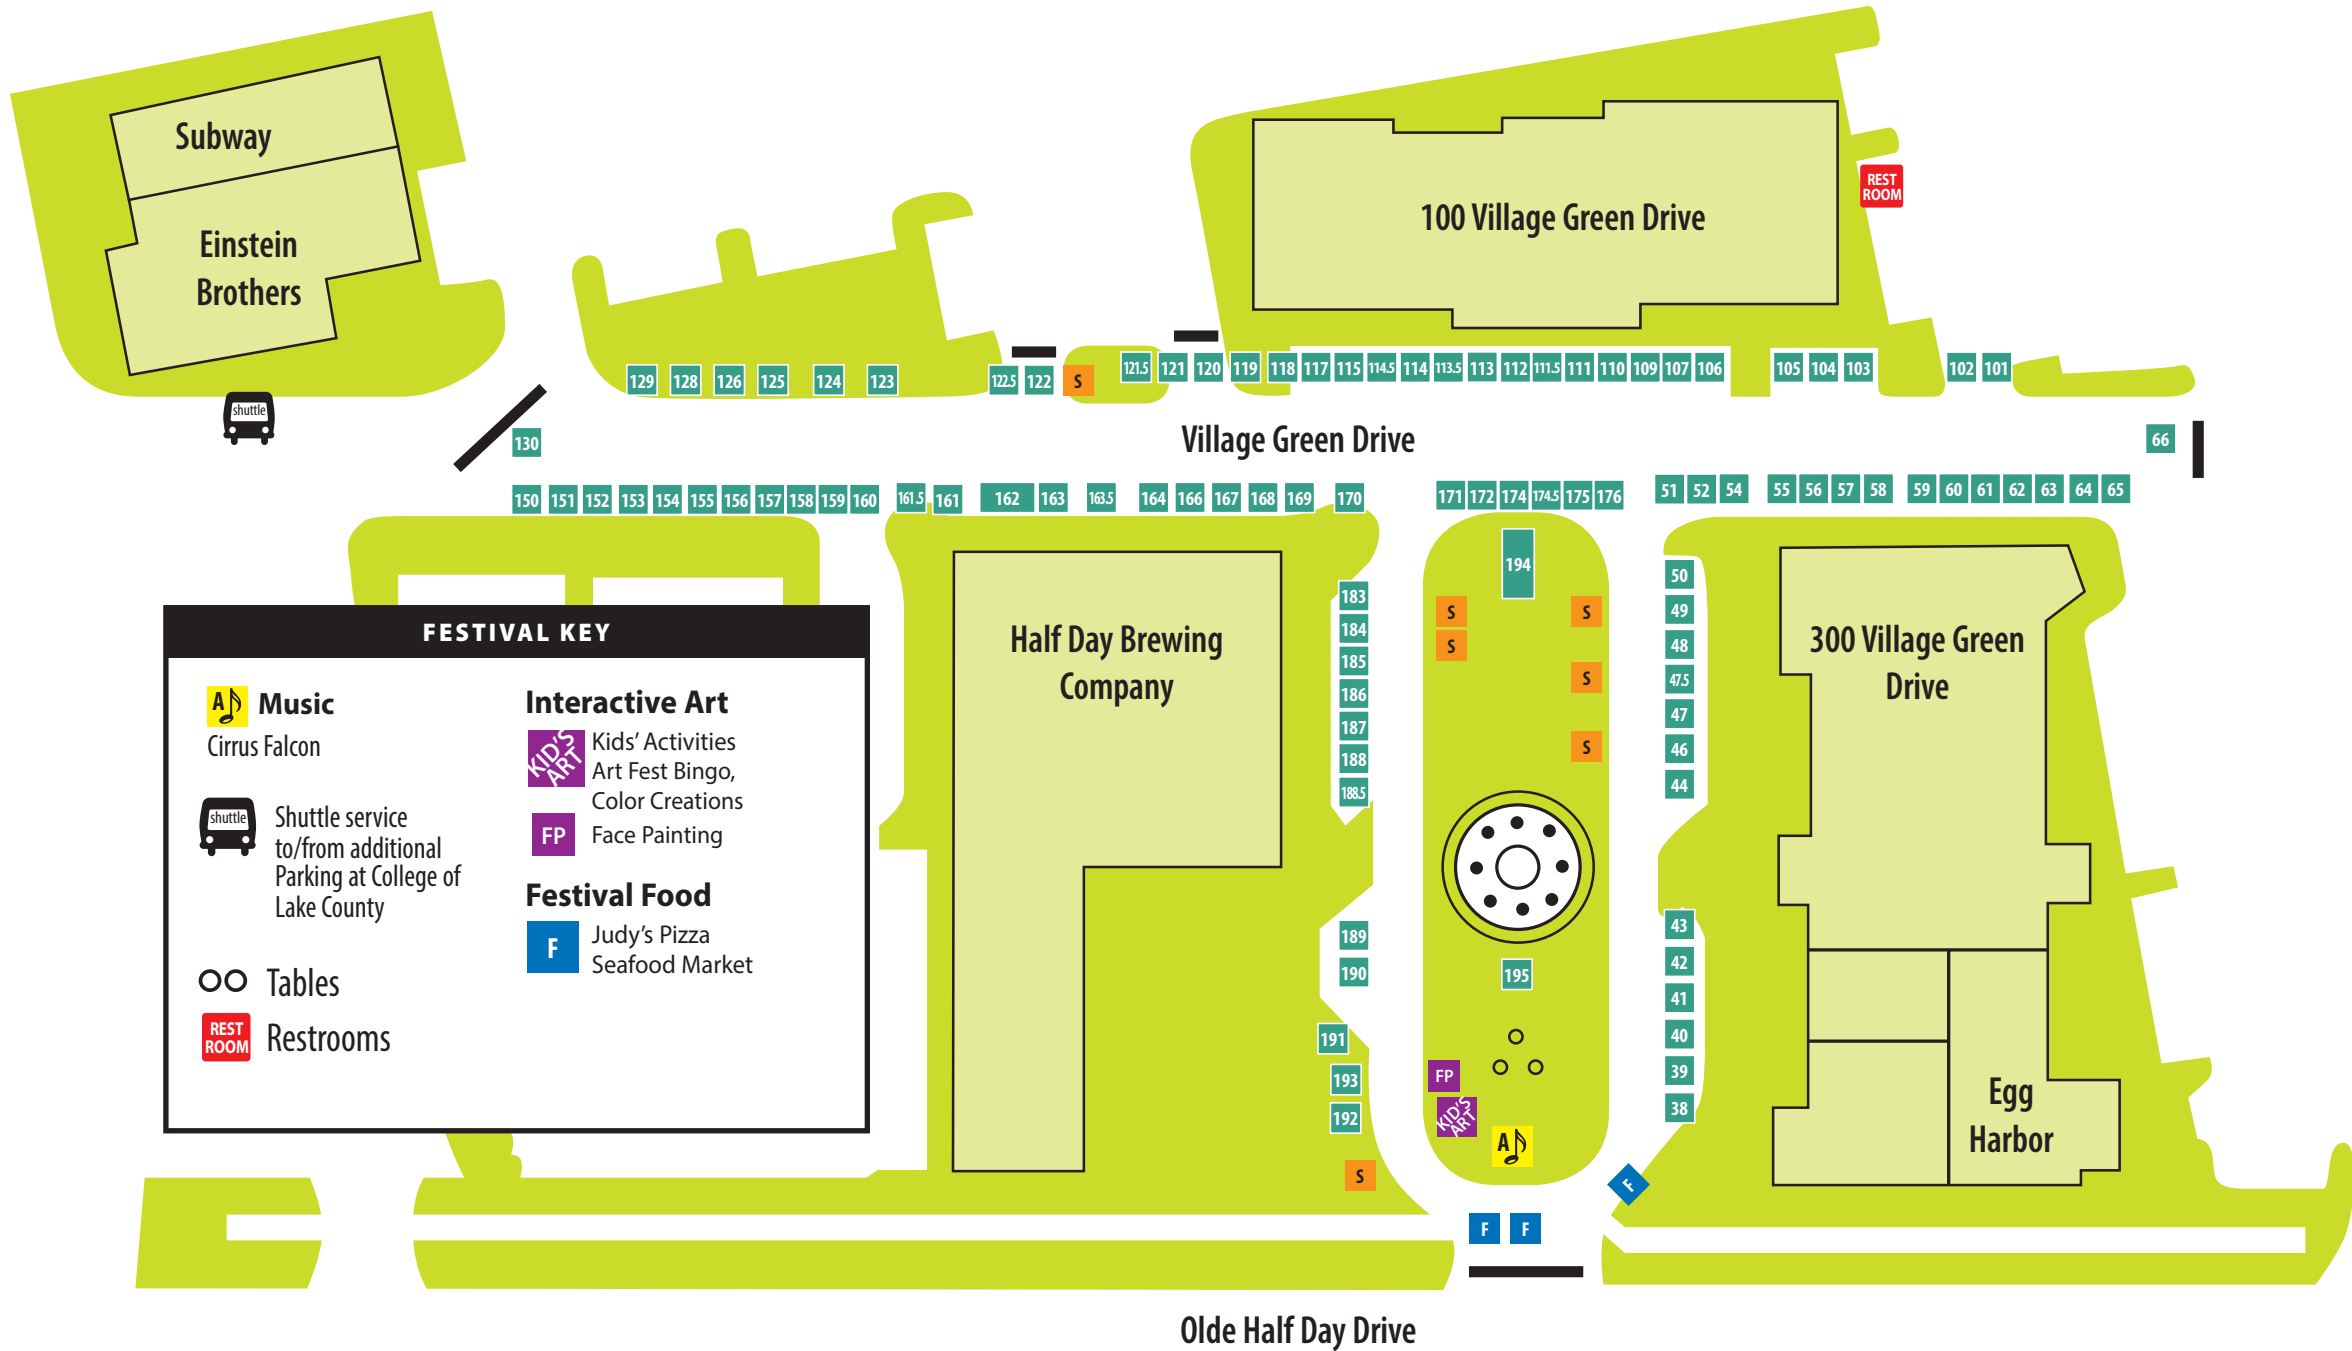 Subway
Einstein
Brothers
100 Village Green Drive
REST
ROOM
shuttle
129 128 126 125 124 123 122.5 122 S 121.5 121 120 119 118 117 115 114.5 114 113.5 113 112 111.5 111 110 109 107 106 105 104 103 102 101
130
Village Green Drive
66
150 151 152 153 154 155 156 157 158 159 160 161.5 161 162 163 163.5 164 166 167 168 169 170 171 172 174 174.5 175 176 51 52 54 55 56 57 58 59 60 61 62 63 64 65
FESTIVAL KEY
A Music
Cirrus Falcon
shuttle
Shuttle service
to/from additional
Parking at College of
Lake County
Tables
REST
ROOM
Restrooms
Interactive Art
KID'S
ART
Kids' Activities
Art Fest Bingo,
Color Creations
FP Face Painting
Festival Food
F
Judy's Pizza
Seafood Market
Half Day Brewing
Company
183
184
185
186
187
188
188.5
189
190
191
193
192
S
194
S
S
S
S
S
195
FP
KID'S
ART
A
F F
F
50
49
48
47.5
47
46
44
43
42
41
40
39
38
300 Village Green
Drive
Egg
Harbor
Olde Half Day Drive